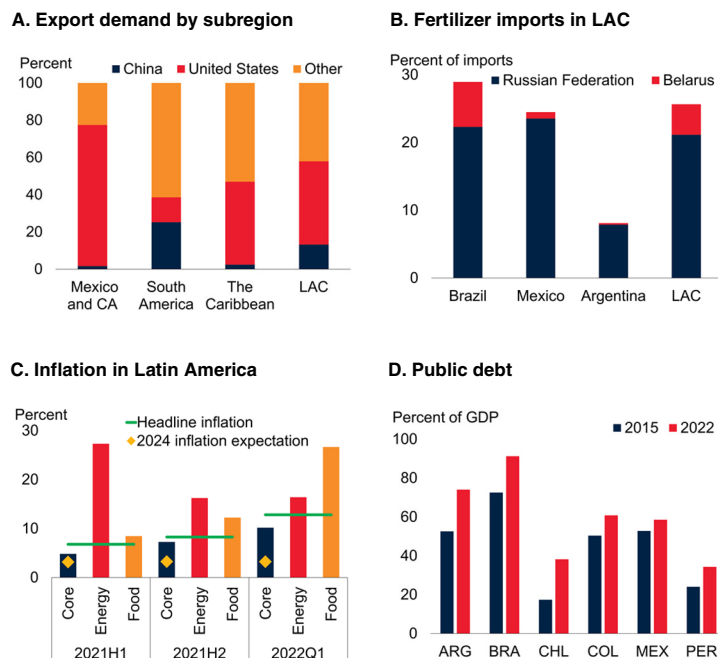 A. Export demand by subregion
Percent
China United States Other
100
80
60
40
20
0
Mexico and CA
South America
The Caribbean
LAC
B. Fertilizer imports in LAC
Percent of imports
Russian Federation Belarus
30
20
10
0
Brazil Mexico Argentina LAC
C. Inflation in Latin America
Percent
Headline inflation
2024 inflation expectation
30
20
10
0
Core Energy Food Core Energy Food Core Energy Food
2021H1 2021H2 2022Q1
D. Public debt
Percent of GDP
2015 2022
100
80
60
40
20
0
ARG BRA CHL COL MEX PER